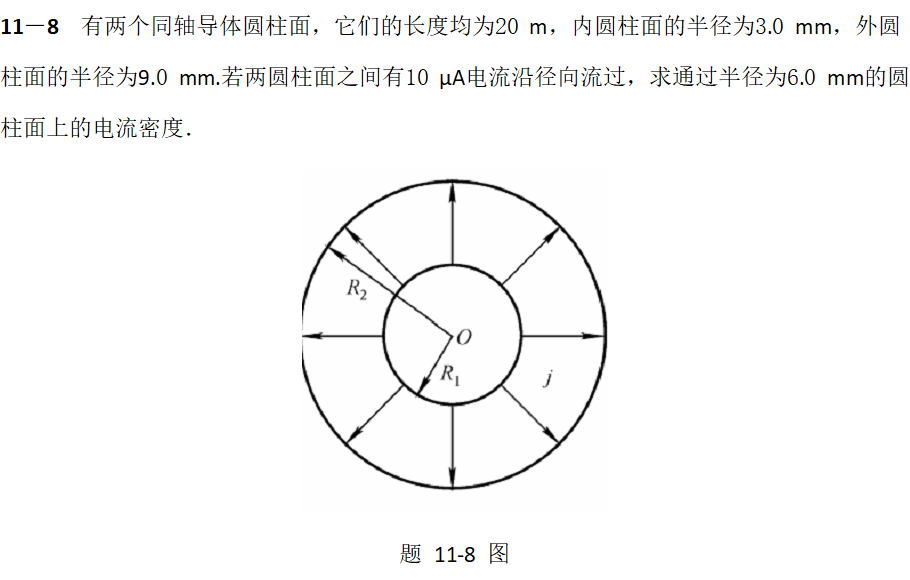 11－8 有两个同轴导体圆柱面，它们的长度均为20 m，内圆柱面的半径为3.0 mm，外圆
柱面的半径为9.0 mm.若两圆柱面之间有10 μA电流沿径向流过，求通过半径为6.0 mm的圆
柱面上的电流密度．
R2
O
R1
j
题 11-8 图